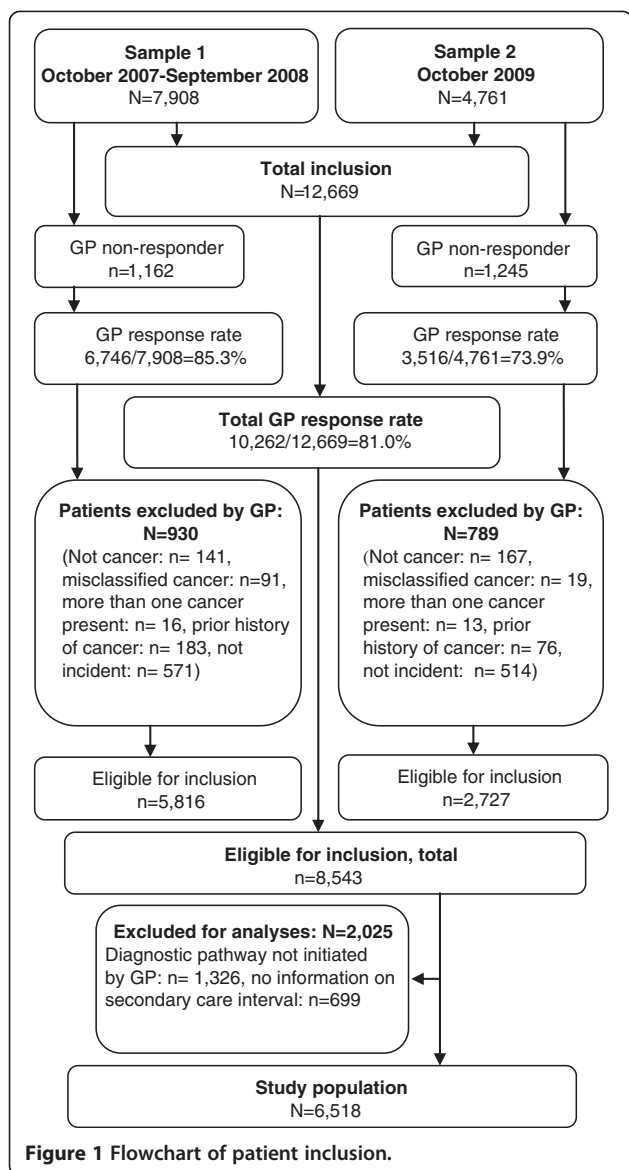 Sample 1
October 2007-September 2008
N=7,908
Sample 2
October 2009
N=4,761
Total inclusion
N=12,669
GP non-responder
n=1,162
GP non-responder
n=1,245
GP response rate
6,746/7,908=85.3%
GP response rate
3,516/4,761=73.9%
Total GP response rate
10,262/12,669=81.0%
Patients excluded by GP:
N=930
(Not cancer: n= 141,
misclassified cancer: n=91,
more than one cancer
present: n= 16, prior history
of cancer: n= 183, not
incident: n= 571)
Patients excluded by GP:
N=789
(Not cancer: n= 167,
misclassified cancer: n= 19,
more than one cancer
present: n= 13, prior
history of cancer: n= 76,
not incident: n= 514)
Eligible for inclusion
n=5,816
Eligible for inclusion
n=2,727
Eligible for inclusion, total
n=8,543
Excluded for analyses: N=2,025
Diagnostic pathway not initiated
by GP: n= 1,326, no information on
secondary care interval: n=699
Study population
N=6,518
Figure 1 Flowchart of patient inclusion.